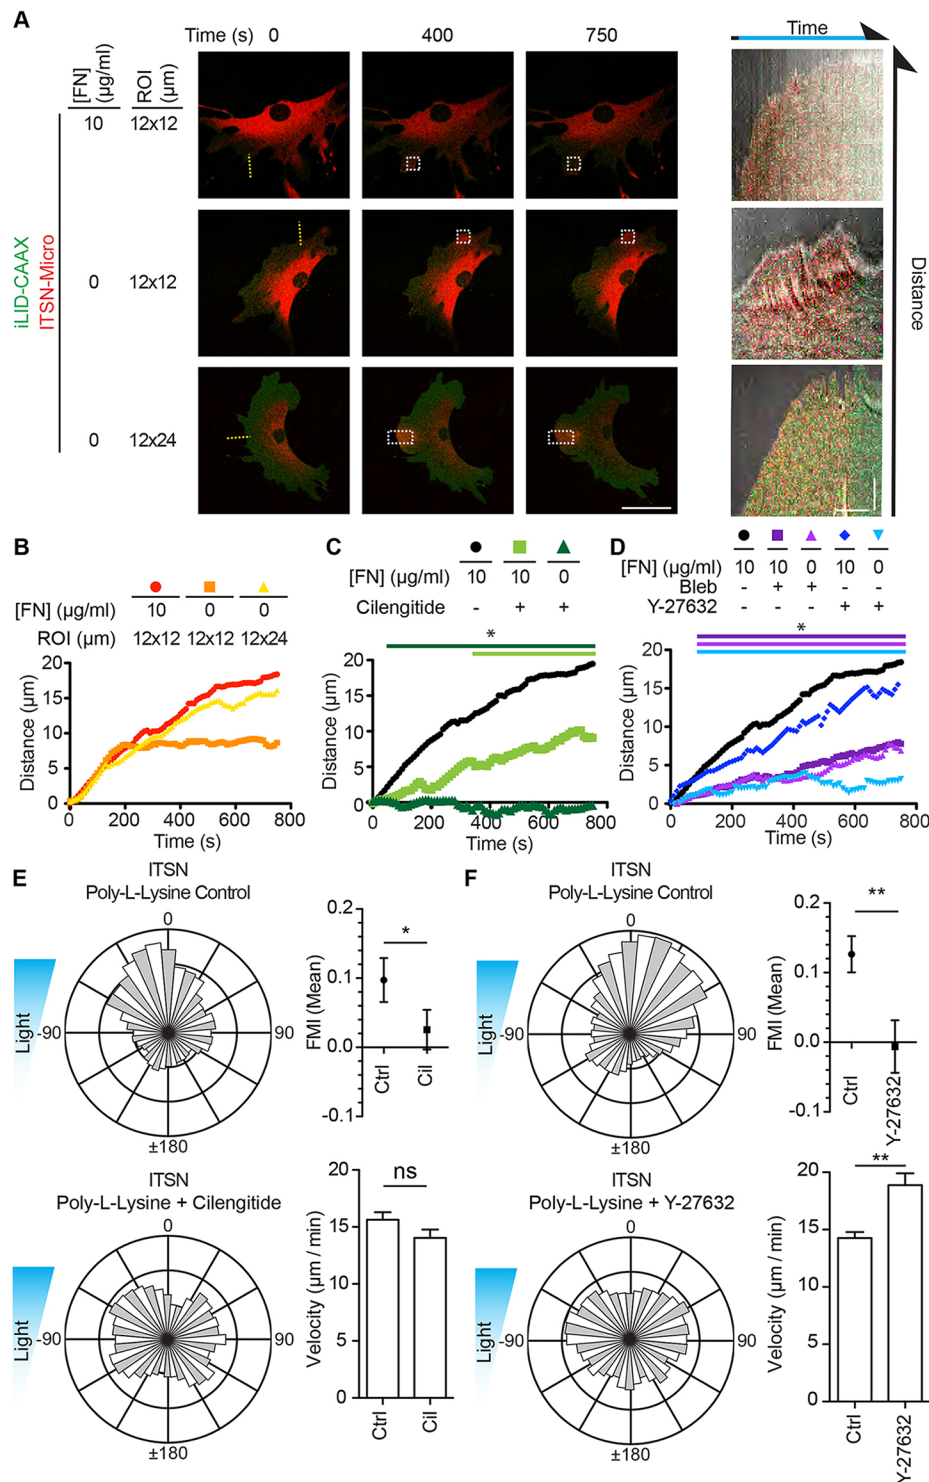 A
Time (s) 0 400 750
Time
[FN] (µg/ml)
ROI (µm)
10 12x12
0 12x12
0 12x24
iLID-CAAX
ITSN-Micro
Distance
B
[FN] (µg/ml) 10 0 0
ROI (µm) 12x12 12x12 12x24
Distance (µm)
20
15
10
5
0
0 200 400 600 800
Time (s)
C
[FN] (µg/ml) 10 10 0
Cilengitide - + +
*
Distance (µm)
20
15
10
5
0
0 200 400 600 800
Time (s)
D
[FN] (µg/ml) 10 10 0 10 0
Bleb - + + - -
Y-27632 - - - + +
*
Distance (µm)
20
15
10
5
0
0 200 400 600 800
Time (s)
E
ITSN
Poly-L-Lysine Control
0
-90
90
±180
Light
FMI (Mean)
0.2
0.1
0.0
-0.1
*
Ctrl
Cil
ITSN
Poly-L-Lysine + Cilengitide
0
-90
90
±180
Light
Velocity (µm / min)
20
15
10
5
0
ns
Ctrl
Cil
F
ITSN
Poly-L-Lysine Control
0
-90
90
±180
Light
FMI (Mean)
0.2
0.1
0.0
-0.1
**
Ctrl
Y-27632
ITSN
Poly-L-Lysine + Y-27632
0
-90
90
±180
Light
Velocity (µm / min)
20
15
10
5
0
**
Ctrl
Y-27632